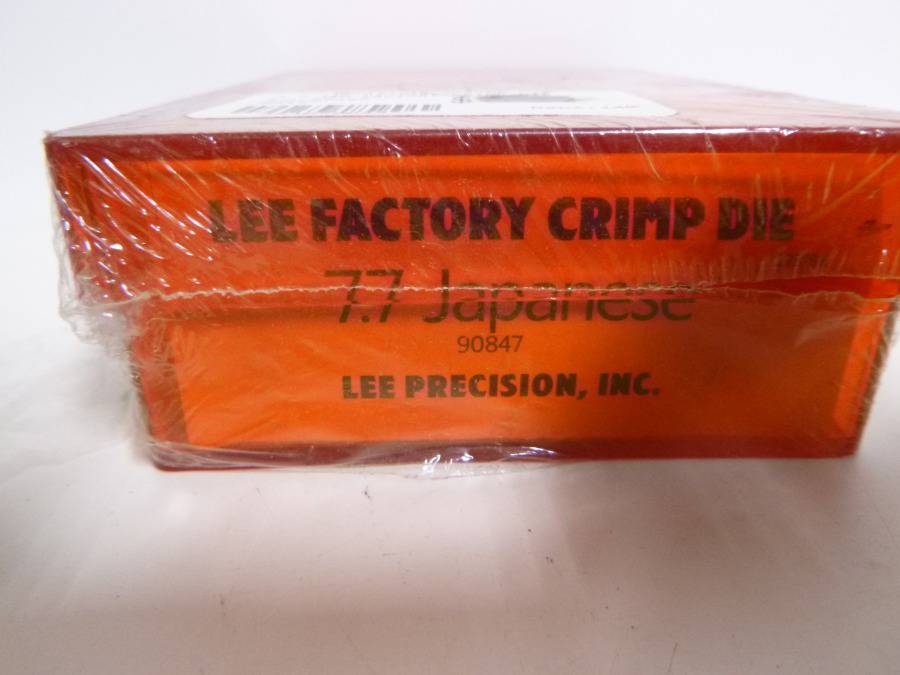 LEE FACTORY CRIMP DIE
7.7 Japanese
90847
LEE PRECISION, INC.